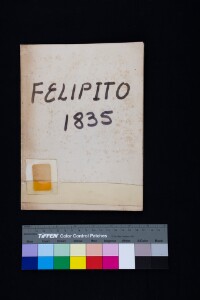 FELIPITO
1835
TIFFEN Color Control Patches